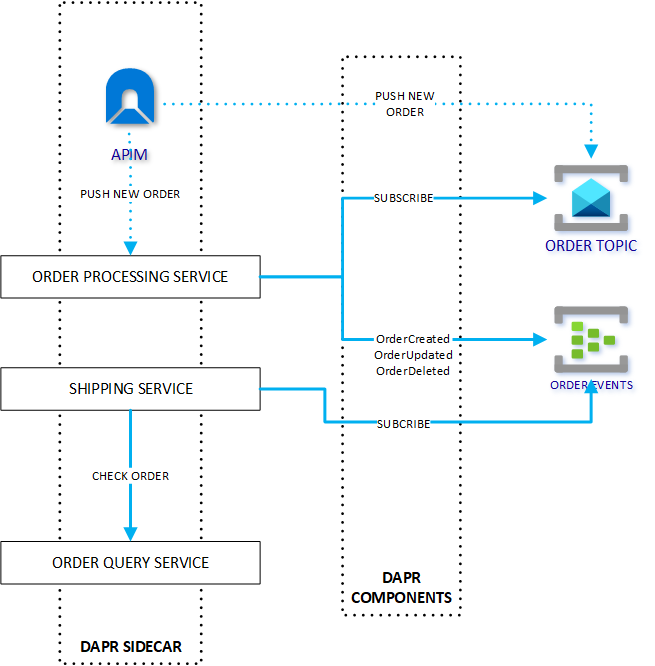 PUSH NEW
ORDER
APIM
PUSH NEW ORDER
SUBSCRIBE
ORDER TOPIC
ORDER PROCESSING SERVICE
OrderCreated
OrderUpdated
OrderDeleted
ORDER EVENTS
SHIPPING SERVICE
SUBCRIBE
CHECK ORDER
ORDER QUERY SERVICE
DAPR
COMPONENTS
DAPR SIDECAR